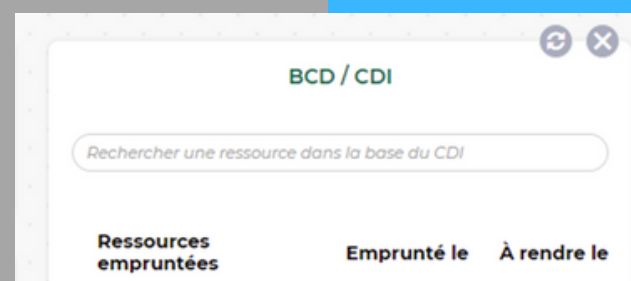 BCD / CDI
Rechercher une ressource dans la base du CDI
Ressources empruntées Emprunté le À rendre le